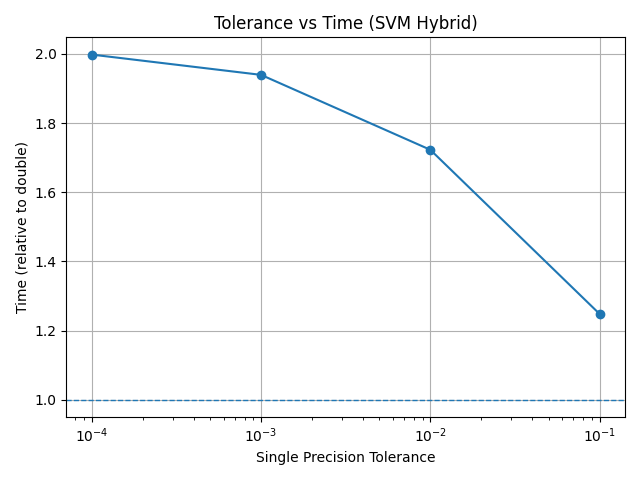 Tolerance vs Time (SVM Hybrid)
Time (relative to double)
2.0
1.8
1.6
1.4
1.2
1.0
10⁻⁴ 10⁻³ 10⁻² 10⁻¹
Single Precision Tolerance